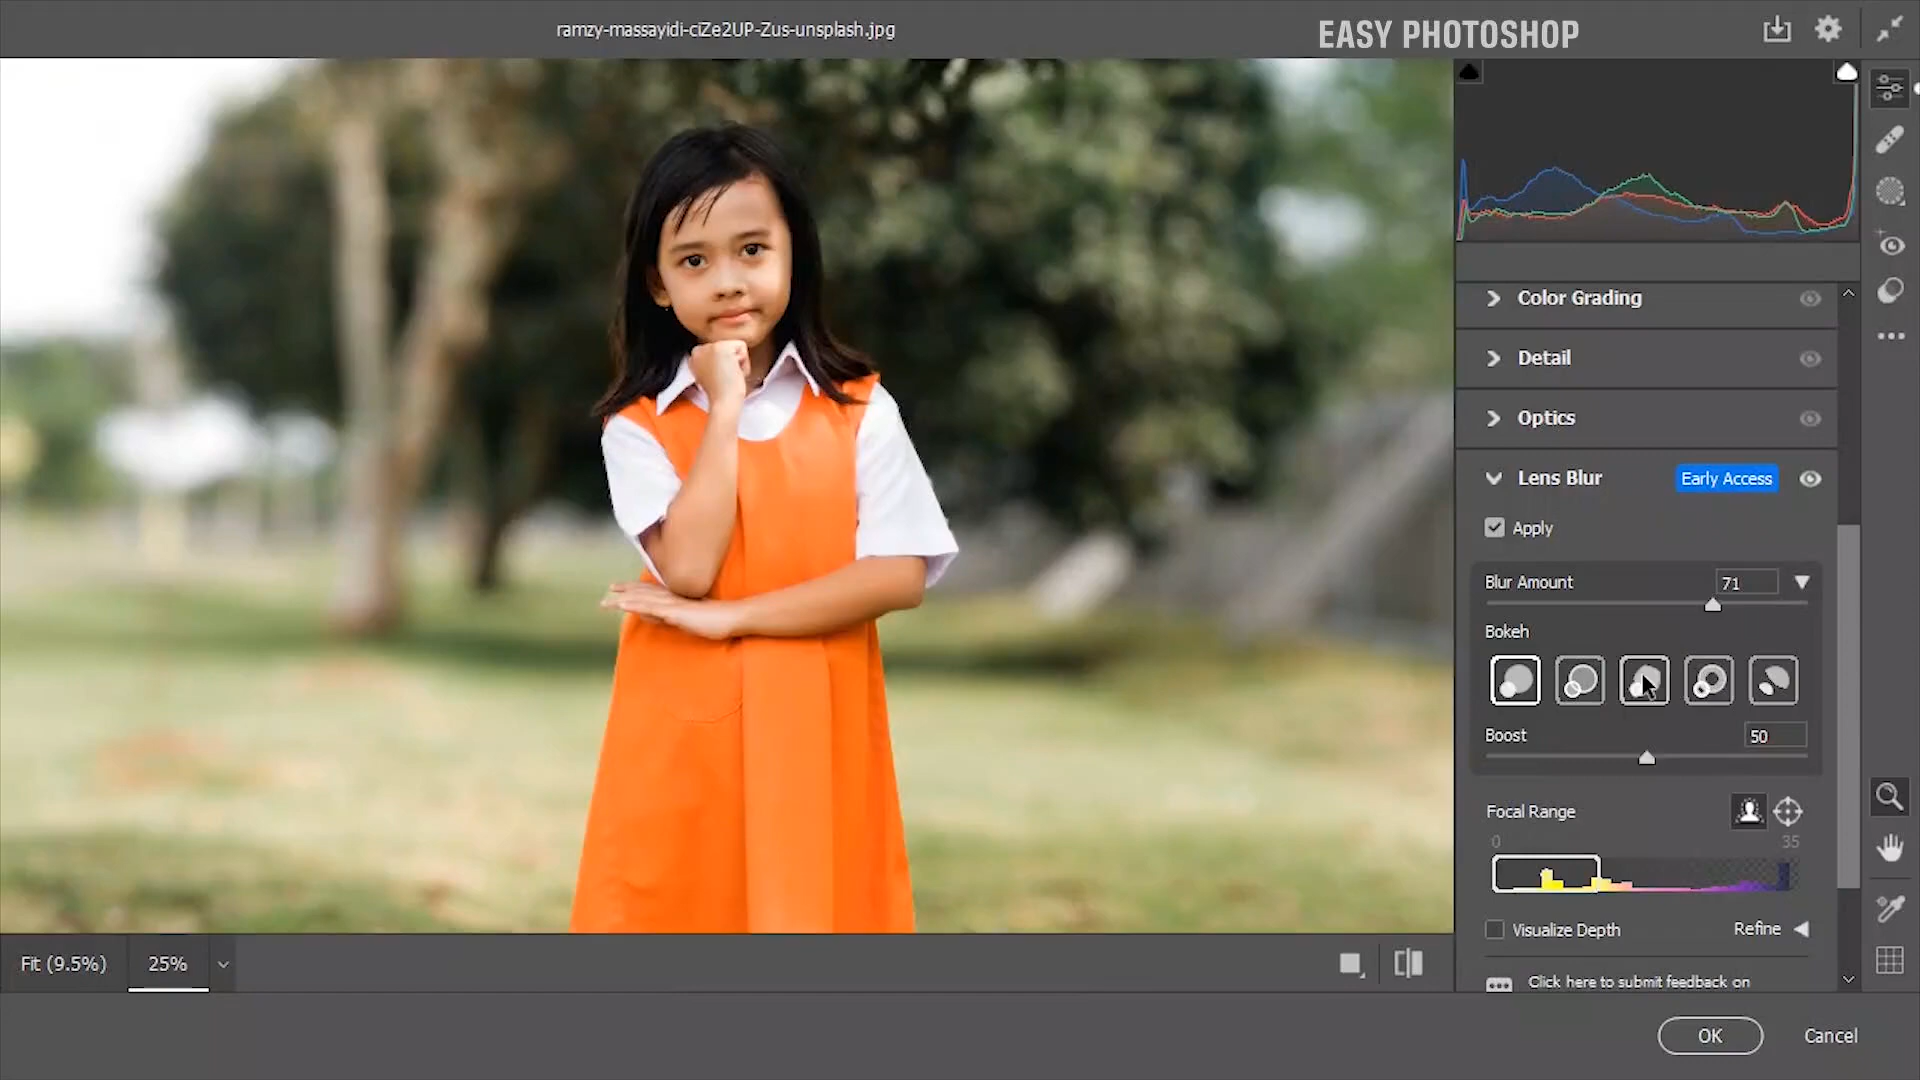 ramzy-massayidi-ciZe2UP-Zus-unsplash.jpg
EASY PHOTOSHOP
Color Grading
Detail
Optics
Lens Blur Early Access
Apply
Blur Amount 71
Bokeh
Boost 50
Focal Range
0 35
Visualize Depth Refine
Click here to submit feedback on
Fit (9.5%) 25%
OK Cancel